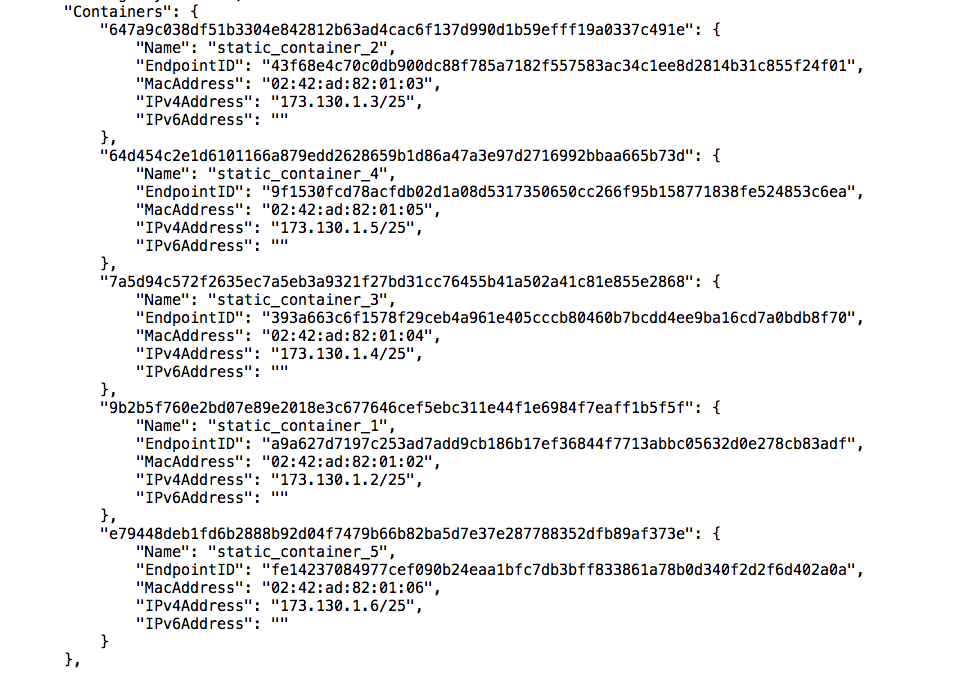 "Containers": {
"647a9c038df51b3304e842812b63ad4cac6f137d990d1b59efff19a0337c491e": {
"Name": "static_container_2",
"EndpointID": "43f68e4c70c0db900dc88f785a7182f557583ac34c1ee8d2814b31c855f24f01",
"MacAddress": "02:42:ad:82:01:03",
"IPv4Address": "173.130.1.3/25",
"IPv6Address": ""
},
"64d454c2e1d6101166a879edd2628659b1d86a47a3e97d2716992bbaa665b73d": {
"Name": "static_container_4",
"EndpointID": "9f1530fcd78acfdb02d1a08d5317350650cc266f95b158771838fe524853c6ea",
"MacAddress": "02:42:ad:82:01:05",
"IPv4Address": "173.130.1.5/25",
"IPv6Address": ""
},
"7a5d94c572f2635ec7a5eb3a9321f27bd31cc76455b41a502a41c81e855e2868": {
"Name": "static_container_3",
"EndpointID": "393a663c6f1578f29ceb4a961e405cccb80460b7bcdd4ee9ba16cd7a0bdb8f70",
"MacAddress": "02:42:ad:82:01:04",
"IPv4Address": "173.130.1.4/25",
"IPv6Address": ""
},
"9b2b5f760e2bd07e89e2018e3c677646cef5ebc311e44f1e6984f7eaff1b5f5f": {
"Name": "static_container_1",
"EndpointID": "a9a627d7197c253ad7add9cb186b17ef36844f7713abbc05632d0e278cb83adf",
"MacAddress": "02:42:ad:82:01:02",
"IPv4Address": "173.130.1.2/25",
"IPv6Address": ""
},
"e79448deb1fd6b2888b92d04f7479b66b82ba5d7e37e287788352dfb89af373e": {
"Name": "static_container_5",
"EndpointID": "fe14237084977cef090b24eaa1bfc7db3bff833861a78b0d340f2d2f6d402a0a",
"MacAddress": "02:42:ad:82:01:06",
"IPv4Address": "173.130.1.6/25",
"IPv6Address": ""
}
},